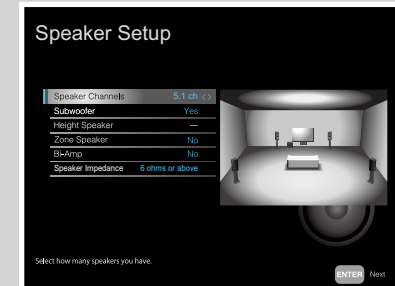 Speaker Setup
Speaker Channels 5.1 ch <>
Subwoofer Yes
Height Speaker —
Zone Speaker No
Bi-Amp No
Speaker Impedance 6 ohms or above
Select how many speakers you have.
ENTER Next